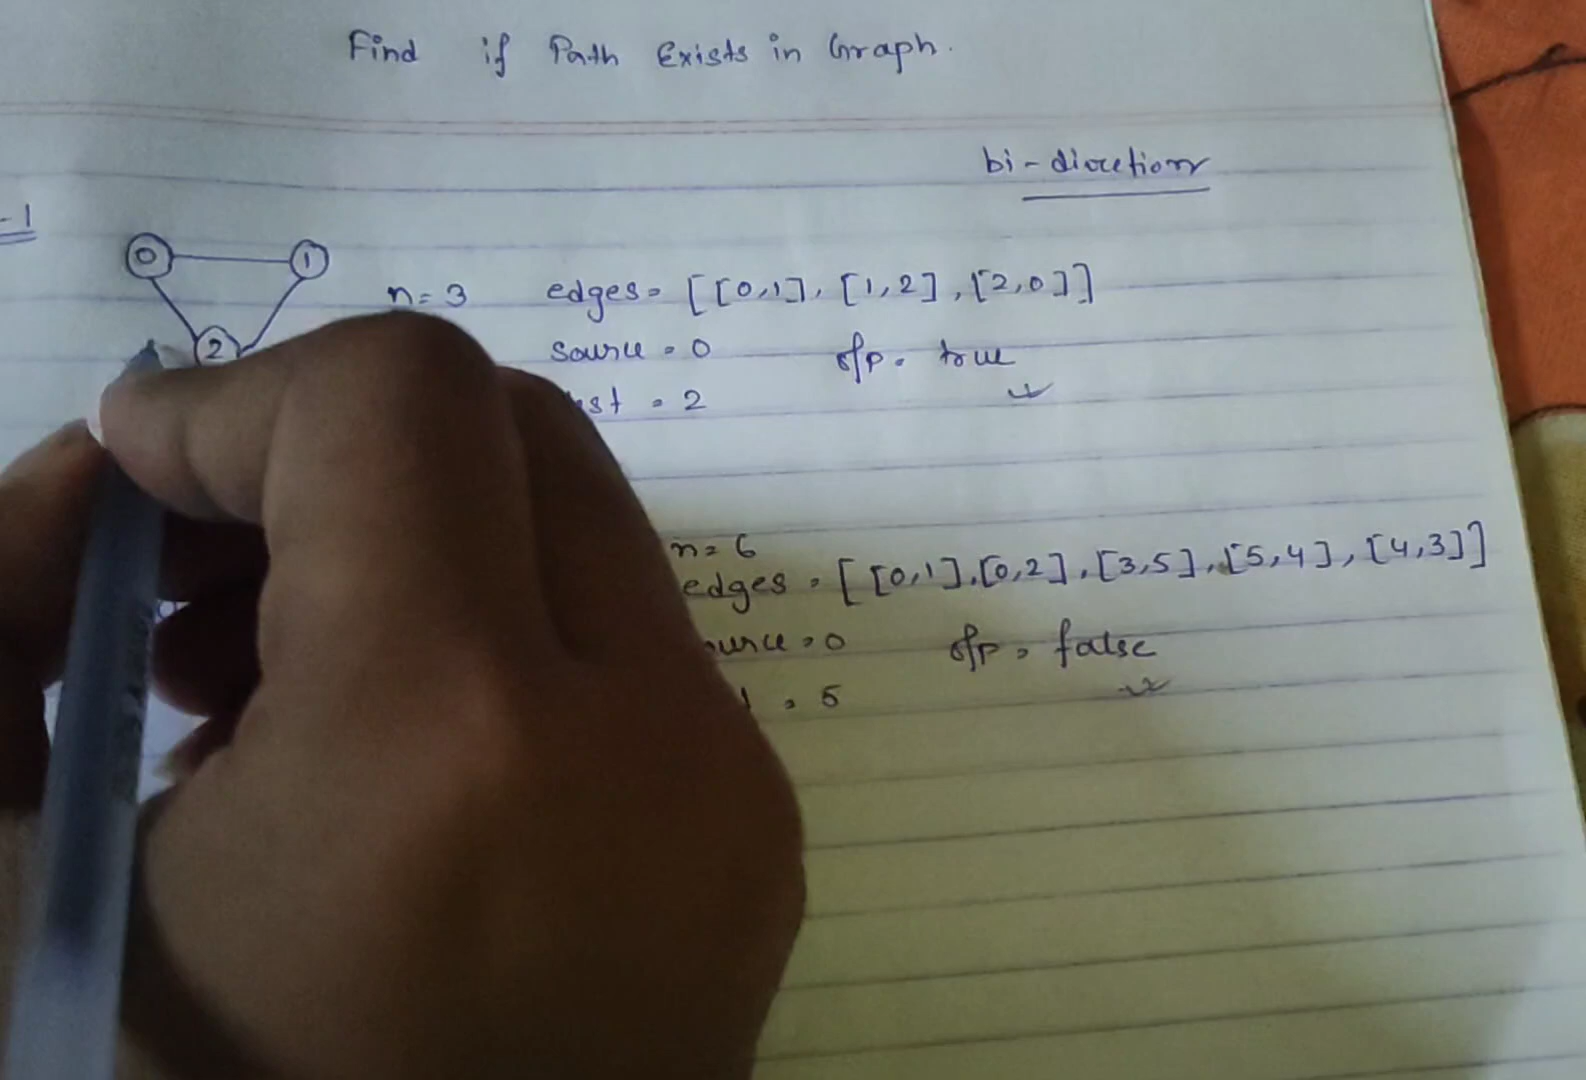 Find if Path Exists in Graph.
bi-direction
-1
0 1
n=3 edges = [[0,1], [1,2], [2,0]]
2 source = 0 o/p = true
= 2
n=6
edges = [[0,1], [0,2], [3,5], [5,4], [4,3]]
o/p = false
= 5